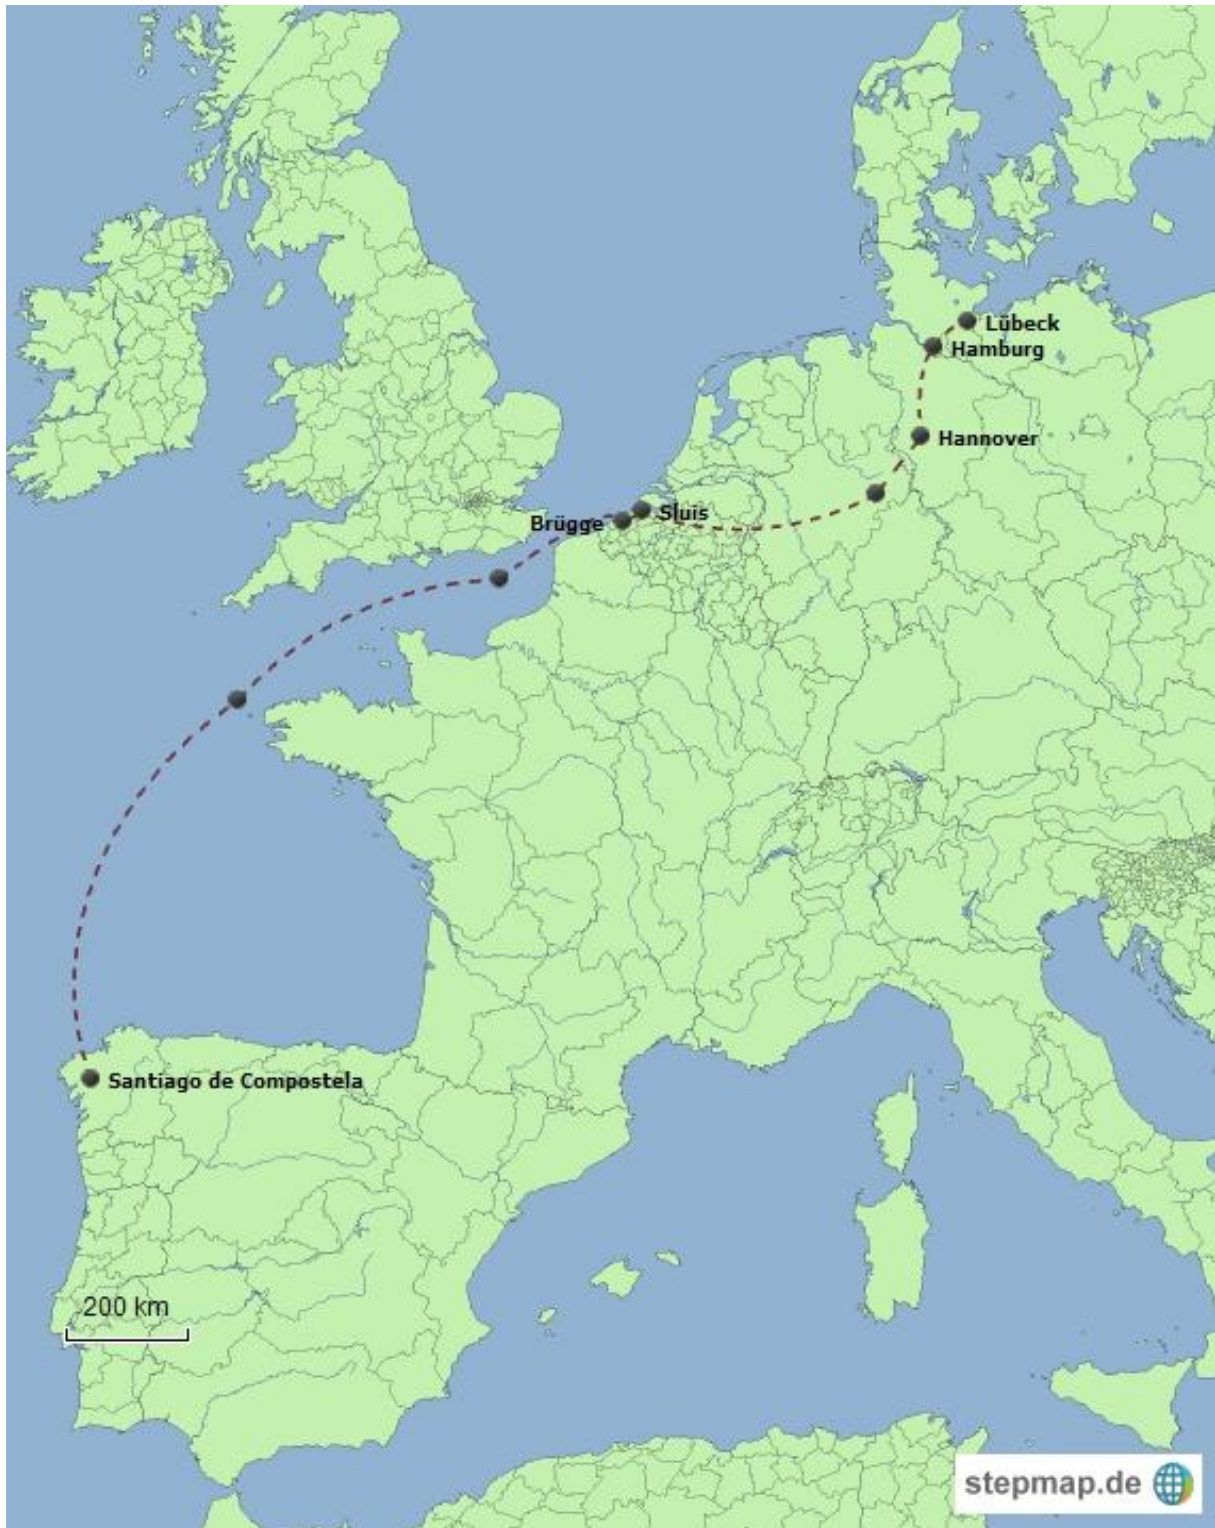 Lübeck
Hamburg
Hannover
Sluis
Brügge
Santiago de Compostela
200 km
stepmap.de